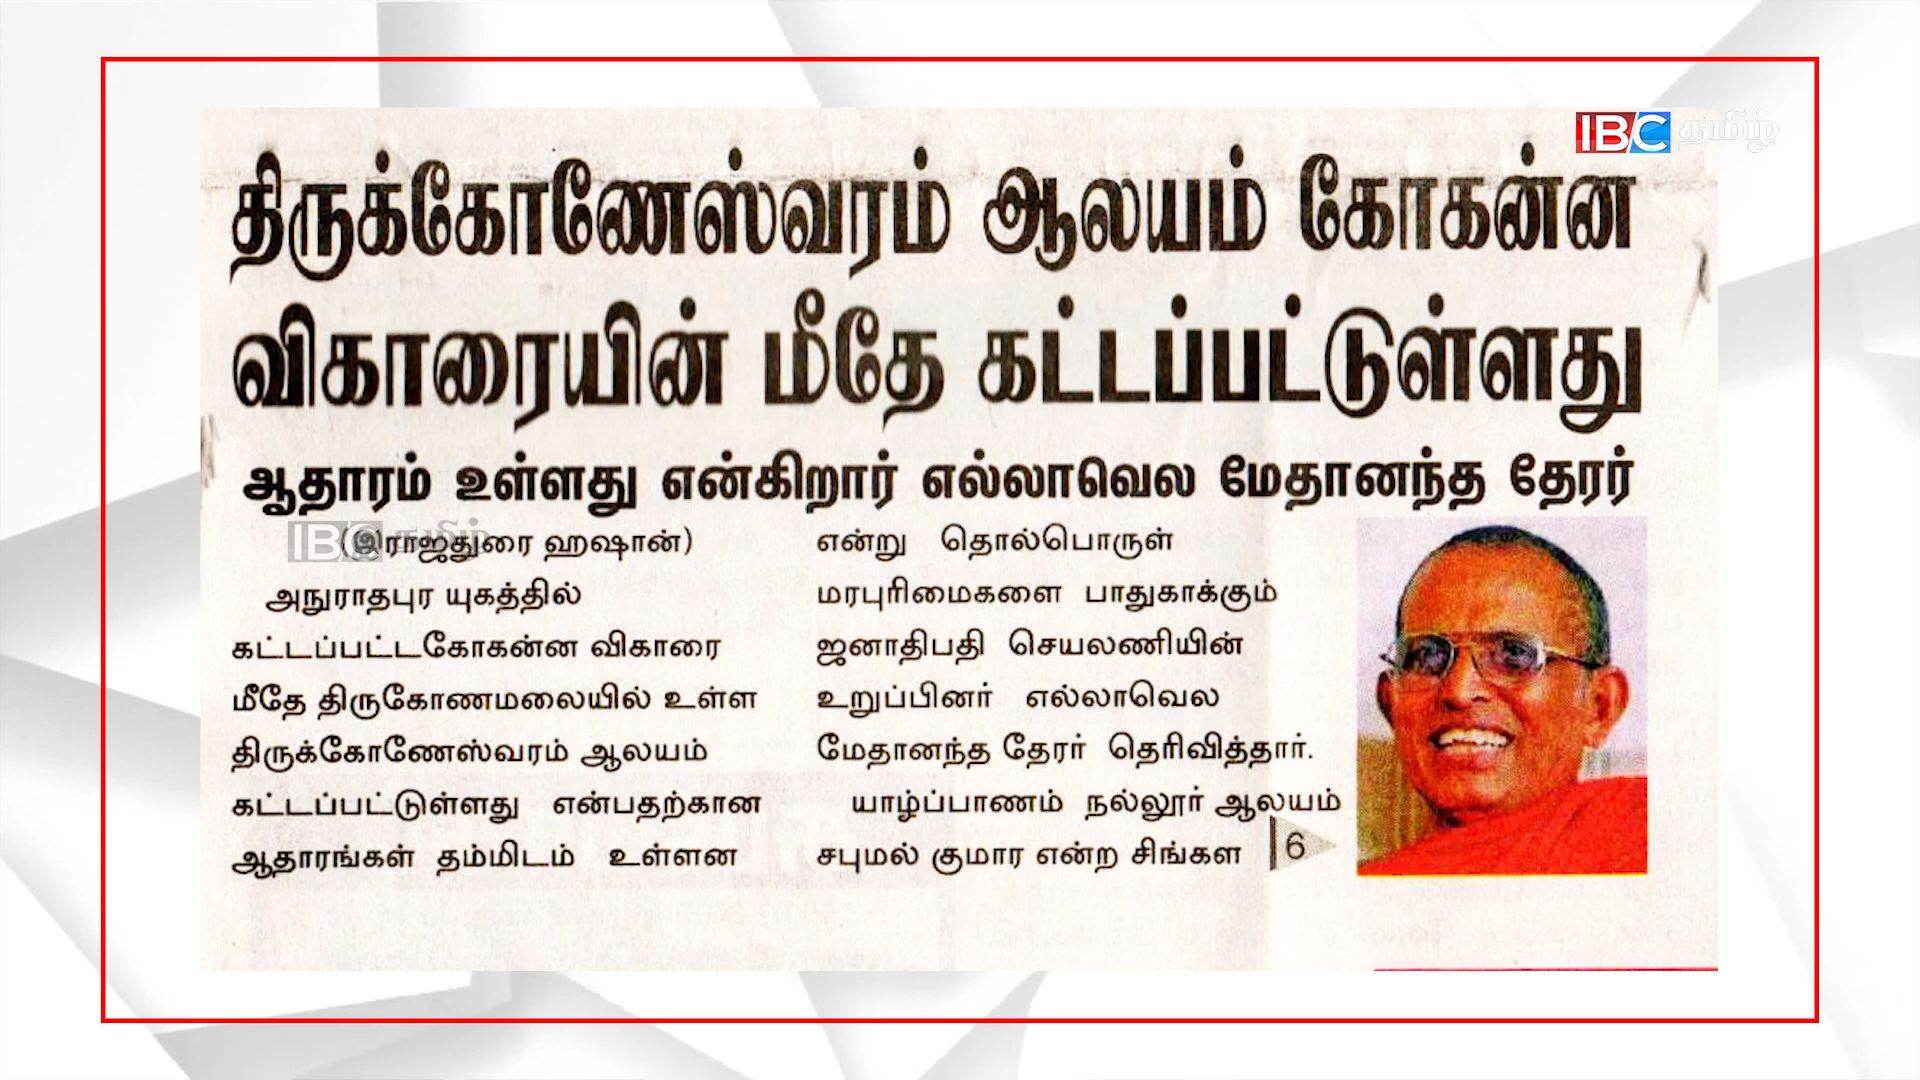 IBC தமிழ்
திருக்கோணேஸ்வரம் ஆலயம் கோகன்ன
விகாரையின் மீதே கட்டப்பட்டுள்ளது
ஆதாரம் உள்ளது என்கிறார் எல்லாவெல மேதானந்த தேரர்
IBC தமிழ்
(இராஜதுரை ஹஷான்)
அநுராதபுர யுகத்தில்
கட்டப்பட்டகோகன்ன விகாரை
மீதே திருகோணமலையில் உள்ள
திருக்கோணேஸ்வரம் ஆலயம்
கட்டப்பட்டுள்ளது என்பதற்கான
ஆதாரங்கள் தம்மிடம் உள்ளன
என்று தொல்பொருள்
மரபுரிமைகளை பாதுகாக்கும்
ஜனாதிபதி செயலணியின்
உறுப்பினர் எல்லாவெல
மேதானந்த தேரர் தெரிவித்தார்.
யாழ்ப்பாணம் நல்லூர் ஆலயம்
சபுமல் குமார என்ற சிங்கள
6